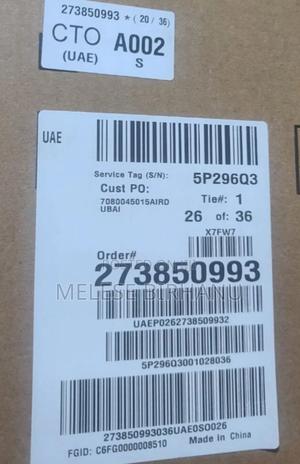 273850993 * ( 20 / 36)
CTO A002
(UAE) S
UAE
Service Tag (S/N): 5P296Q3
Cust PO: Tie#: 1
7080045015AIRD
UBAI
26 of: 36
X7FW7
Order#
273850993
MELESE BIRHANU
UAEP0262738509932
5P296Q3001028036
273850993036UAE0SO026
FGID: C6FG0000008510 Made in China